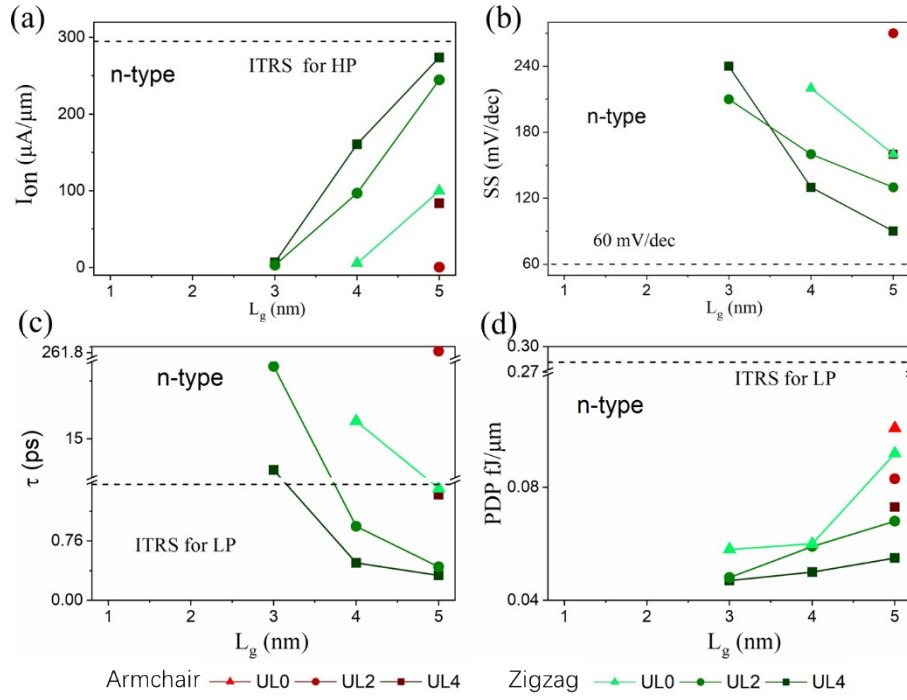 (a)
300
200
100
0
I_on (μA/μm)
ITRS for HP
n-type
1 2 3 4 5
L_g (nm)
(b)
240
180
120
60
SS (mV/dec)
n-type
60 mV/dec
1 2 3 4 5
L_g (nm)
(c)
261.8
15
0.76
0.00
τ (ps)
n-type
ITRS for LP
1 2 3 4 5
L_g (nm)
(d)
0.30
0.27
0.08
0.04
PDP fJ/μm
ITRS for LP
n-type
1 2 3 4 5
L_g (nm)
Armchair UL0 UL2 UL4 Zigzag UL0 UL2 UL4